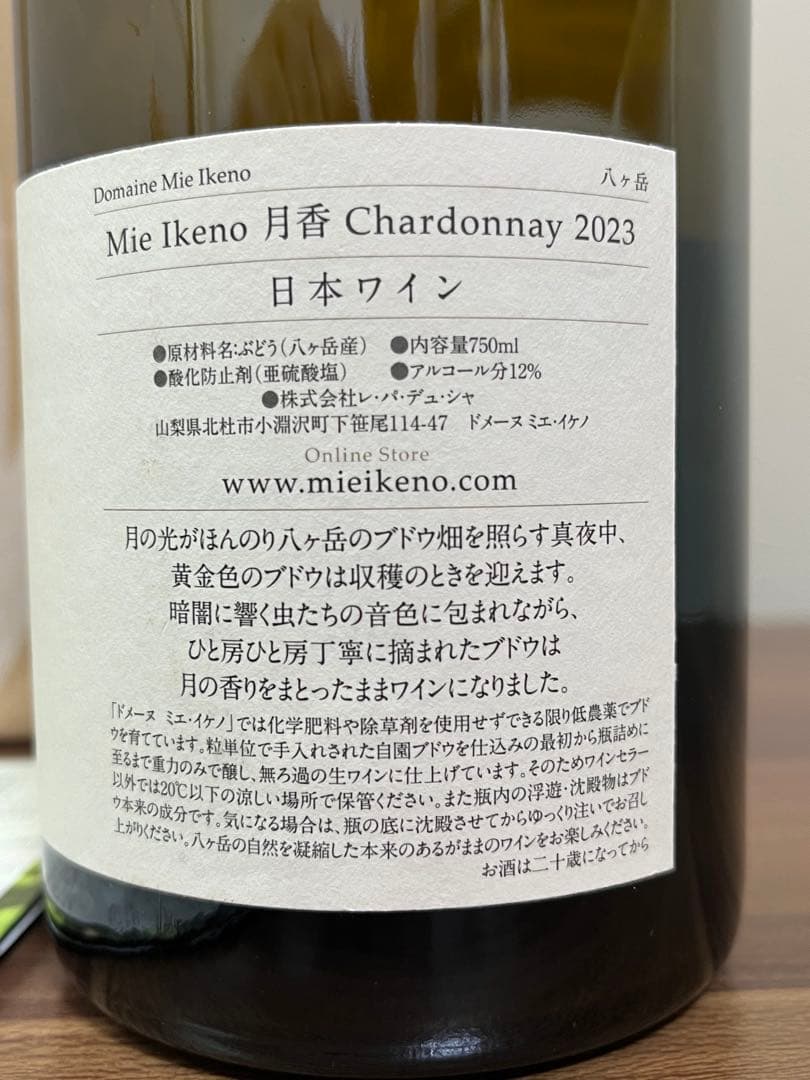 Domaine Mie Ikeno 八ヶ岳
Mie Ikeno 月香 Chardonnay 2023
日本ワイン
●原材料名:ぶどう(八ヶ岳産) ●内容量750ml
●酸化防止剤(亜硫酸塩) ●アルコール分12%
●株式会社レ・パ・デュ・シャ
山梨県北杜市小淵沢町下笹尾114-47 ドメーヌ ミエ・イケノ
Online Store
www.mieikeno.com
月の光がほんのり八ヶ岳のブドウ畑を照らす真夜中、
黄金色のブドウは収穫のときを迎えます。
暗闇に響く虫たちの音色に包まれながら、
ひと房ひと房丁寧に摘まれたブドウは
月の香りをまとったままワインになりました。
「ドメーヌ ミエ・イケノ」では化学肥料や除草剤を使用せずできる限り低農薬でブド
ウを育てています。粒単位で手入れされた自園ブドウを仕込みの最初から瓶詰めに
至るまで重力のみで醸し、無ろ過の生ワインに仕上げています。そのためワインセラー
以外では20℃以下の涼しい場所で保管ください。また瓶内の浮遊・沈殿物はブド
ウ本来の成分です。気になる場合は、瓶の底に沈殿させてからゆっくり注いでお召し
上がりください。八ヶ岳の自然を凝縮した本来のあるがままのワインをお楽しみください。
お酒は二十歳になってから